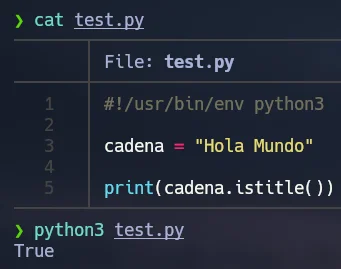 ❯ cat test.py
File: test.py
1 #!/usr/bin/env python3
2
3 cadena = "Hola Mundo"
4
5 print(cadena.istitle())
❯ python3 test.py
True